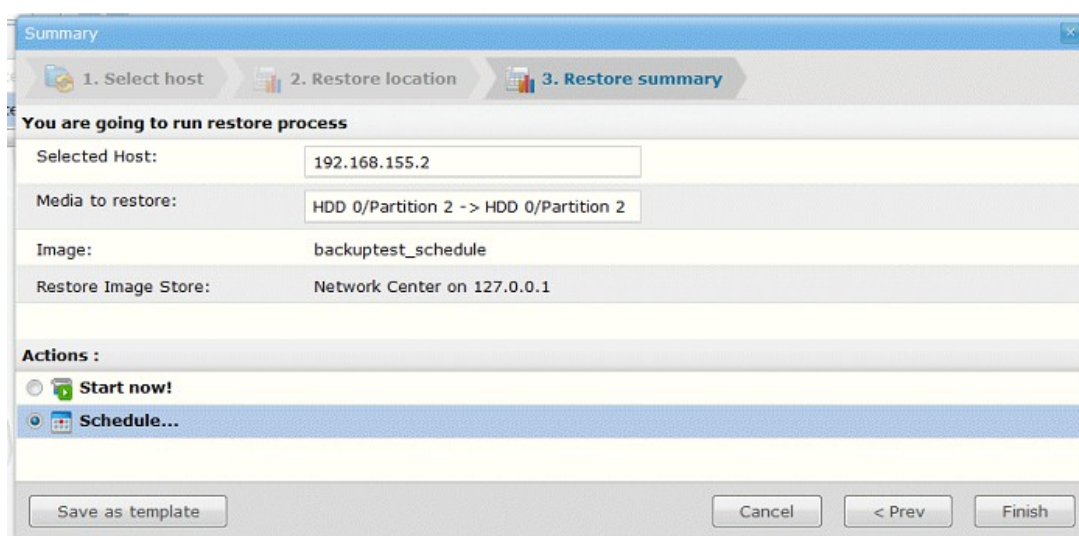 Summary
1. Select host 2. Restore location 3. Restore summary
You are going to run restore process
Selected Host: 192.168.155.2
Media to restore: HDD 0/Partition 2 -> HDD 0/Partition 2
Image: backuptest_schedule
Restore Image Store: Network Center on 127.0.0.1
Actions :
Start now!
Schedule...
Save as template Cancel < Prev Finish